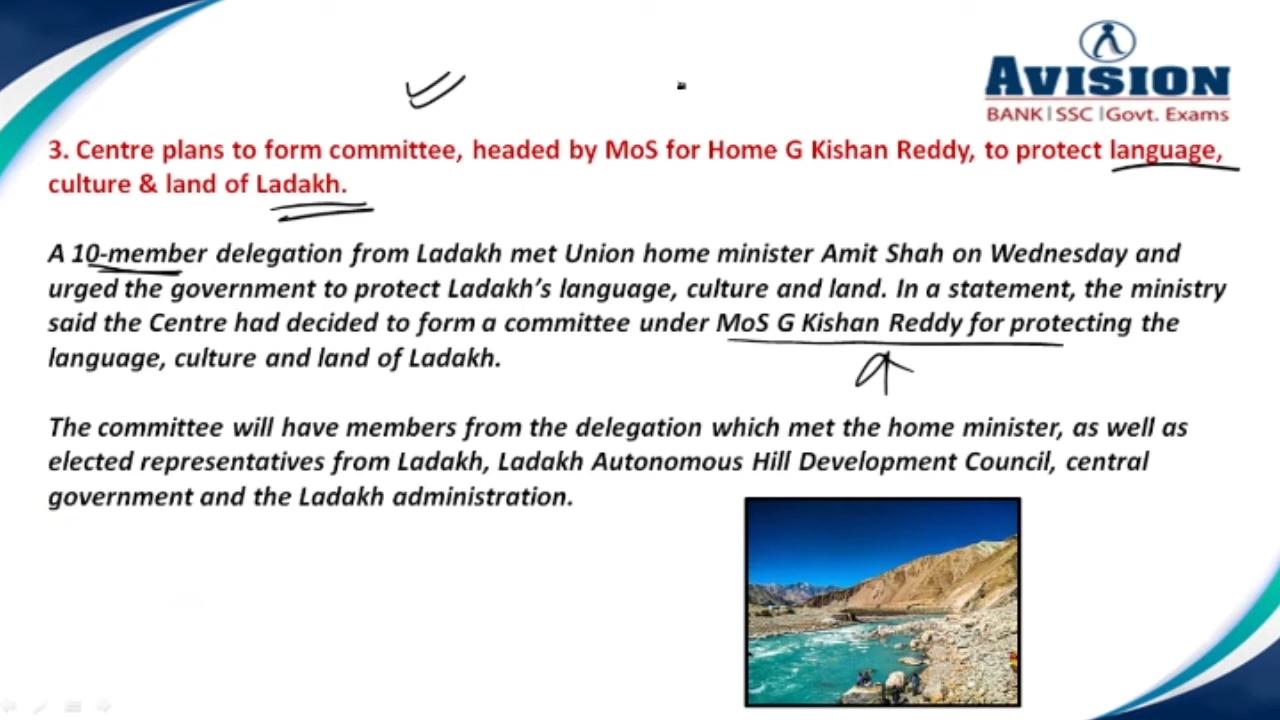 AVISION
BANK|SSC|Govt. Exams
3. Centre plans to form committee, headed by MoS for Home G Kishan Reddy, to protect language,
culture & land of Ladakh.
A 10-member delegation from Ladakh met Union home minister Amit Shah on Wednesday and
urged the government to protect Ladakh’s language, culture and land. In a statement, the ministry
said the Centre had decided to form a committee under MoS G Kishan Reddy for protecting the
language, culture and land of Ladakh.
The committee will have members from the delegation which met the home minister, as well as
elected representatives from Ladakh, Ladakh Autonomous Hill Development Council, central
government and the Ladakh administration.